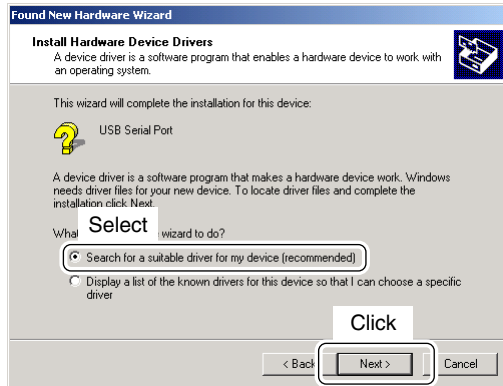 Found New Hardware Wizard
Install Hardware Device Drivers
A device driver is a software program that enables a hardware device to work with
an operating system.
This wizard will complete the installation for this device:
USB Serial Port
A device driver is a software program that makes a hardware device work. Windows
needs driver files for your new device. To locate driver files and complete the
installation click Next.
Select
What wizard to do?
Search for a suitable driver for my device (recommended)
Display a list of the known drivers for this device so that I can choose a specific
driver
Click
< Back
Next >
Cancel